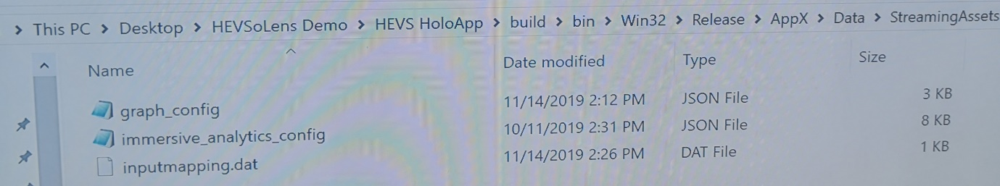 > This PC > Desktop > HEVSoLens Demo > HEVS HoloApp > build > bin > Win32 > Release > AppX > Data > StreamingAssets
Name Date modified Type Size
graph_config 11/14/2019 2:12 PM JSON File 3 KB
immersive_analytics_config 10/11/2019 2:31 PM JSON File 8 KB
inputmapping.dat 11/14/2019 2:26 PM DAT File 1 KB